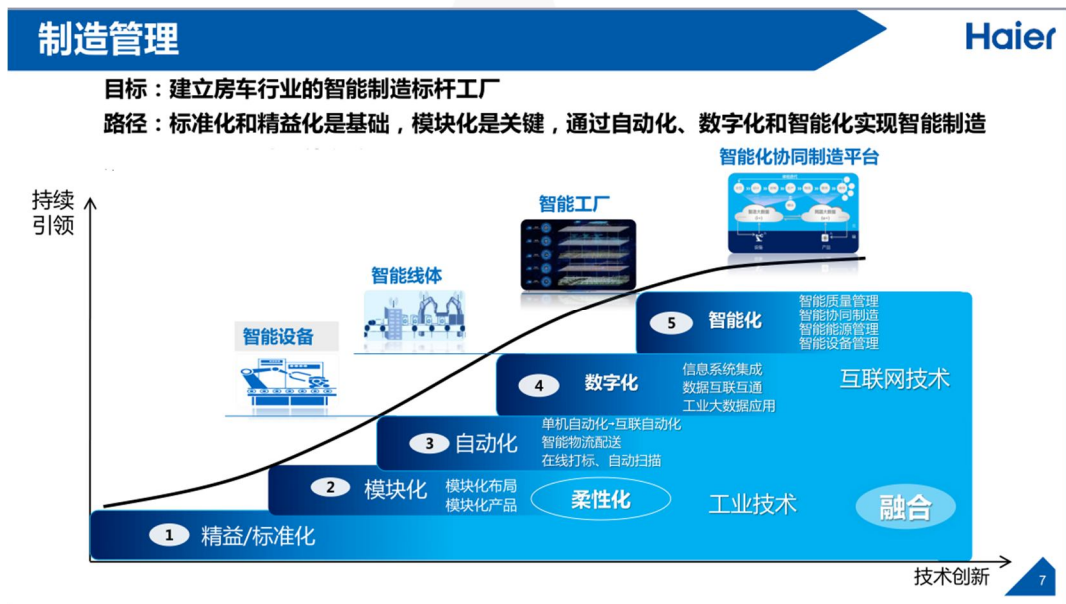 制造管理
Haier
目标：建立房车行业的智能制造标杆工厂
路径：标准化和精益化是基础，模块化是关键，通过自动化、数字化和智能化实现智能制造
智能化协同制造平台
持续
引领
智能工厂
智能线体
智能设备
5 智能化
智能质量管理
智能协同制造
智能能源管理
智能设备管理
4 数字化
信息系统集成
数据互联互通
工业大数据应用
互联网技术
3 自动化
单机自动化→互联自动化
智能物流配送
在线打标、自动扫描
2 模块化
模块化布局
模块化产品
柔性化
工业技术
融合
1 精益/标准化
技术创新
7